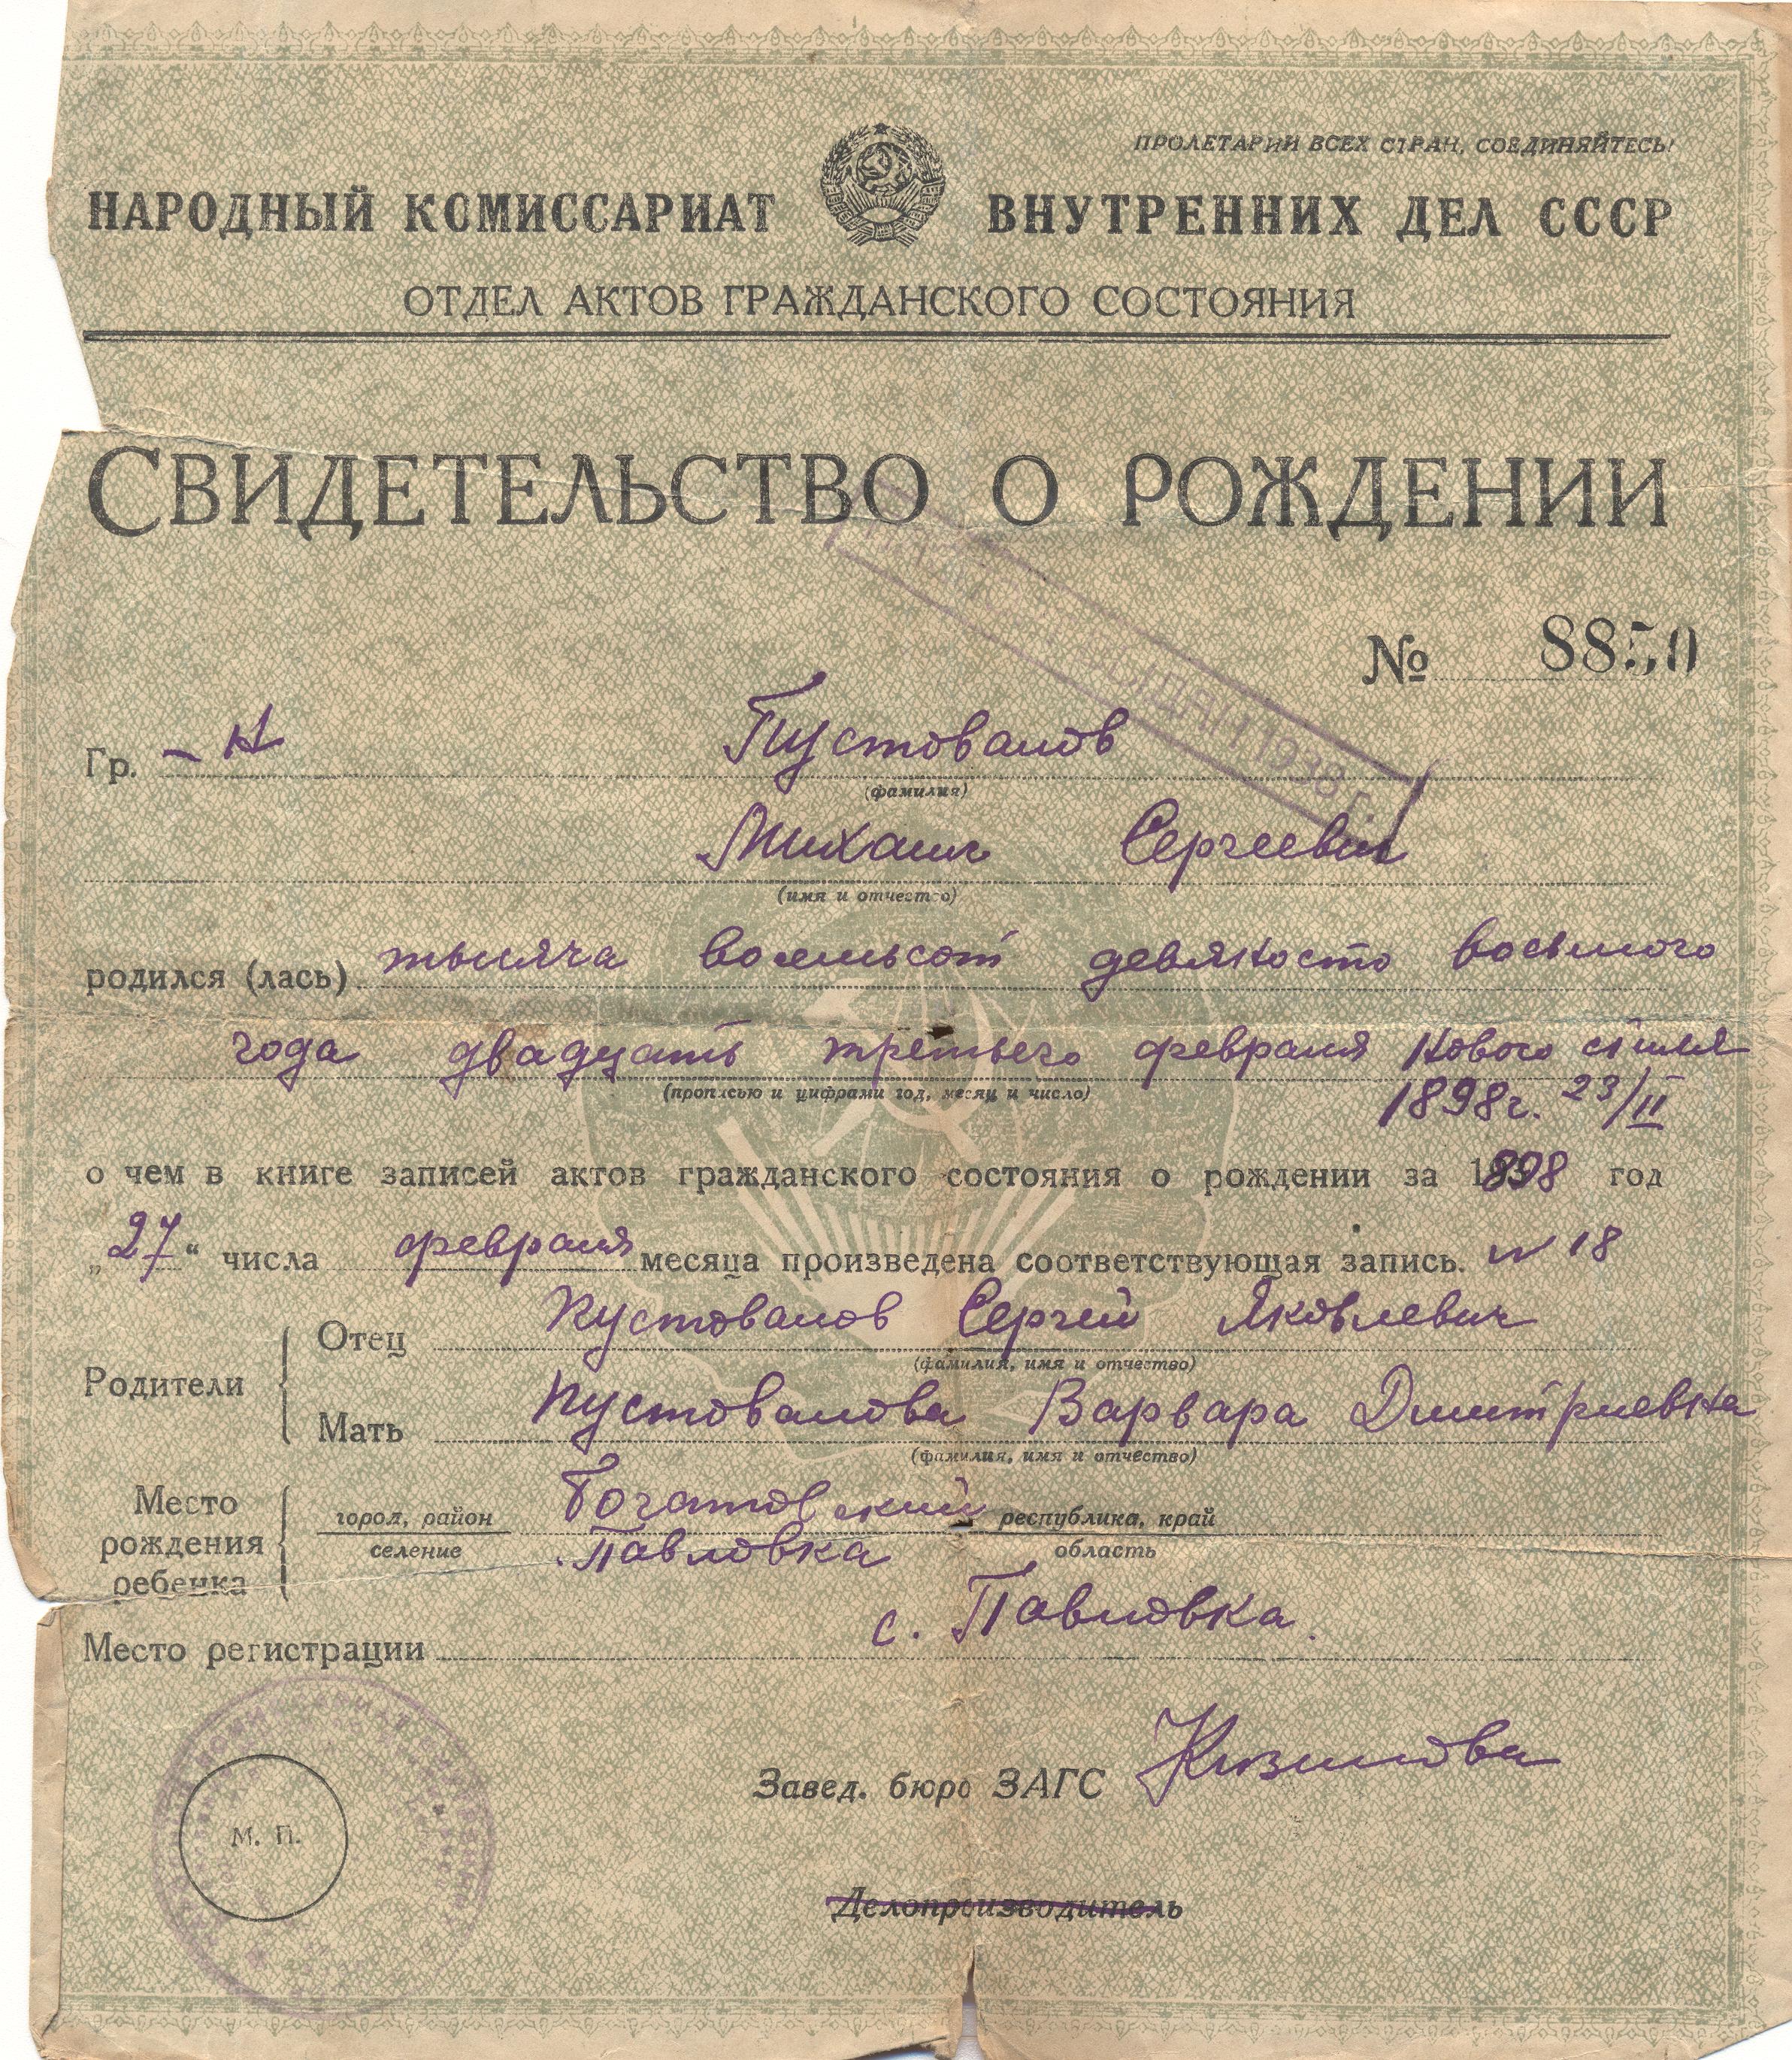 ПРОЛЕТАРИИ ВСЕХ СТРАН, СОЕДИНЯЙТЕСЬ!
НАРОДНЫЙ КОМИССАРИАТ ВНУТРЕННИХ ДЕЛ СССР
ОТДЕЛ АКТОВ ГРАЖДАНСКОГО СОСТОЯНИЯ
СВИДЕТЕЛЬСТВО О РОЖДЕНИИ
№ 8850
ВЫДАН 1938 г.
Гр. - н Пустовалов
(фамилия)
Михаил Сергеевич
(имя и отчество)
родился (лась) тысяча восемьсот девяносто восьмого
года двадцать третьего февраля нового стиля
(прописью и цифрами год, месяц и число)
1898г. 23/II
о чем в книге записей актов гражданского состояния о рождении за 1898 год
„27“ числа февраля месяца произведена соответствующая запись. № 18
Родители
Отец Пустовалов Сергей Яковлевич
(фамилия, имя и отчество)
Мать Пустовалова Варвара Дмитриевна
(фамилия, имя и отчество)
Место рождения ребенка
город, район Богатовский республика, край
селение Павловка область
Место регистрации с. Павловка.
Завед. бюро ЗАГС
М. П.
Делопроизводитель